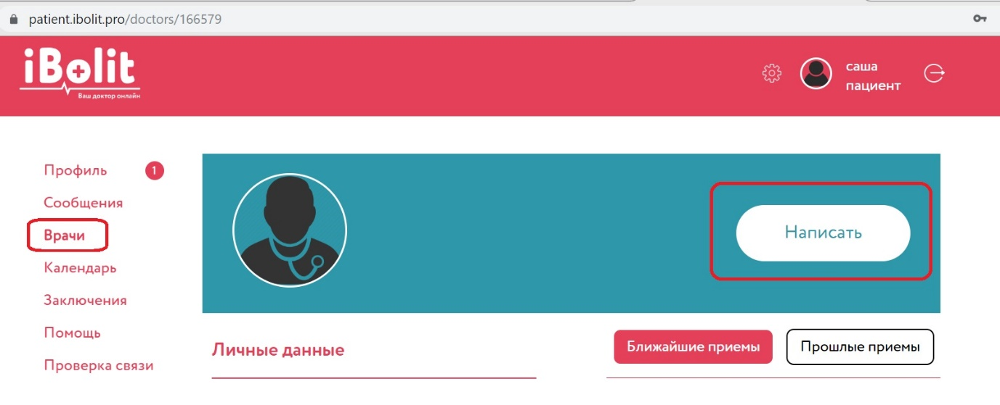 patient.ibolit.pro/doctors/166579
iBolit
Ваш доктор онлайн
саша
пациент
Профиль 1
Сообщения
Врачи
Календарь
Заключения
Помощь
Проверка связи
Написать
Личные данные
Ближайшие приемы
Прошлые приемы